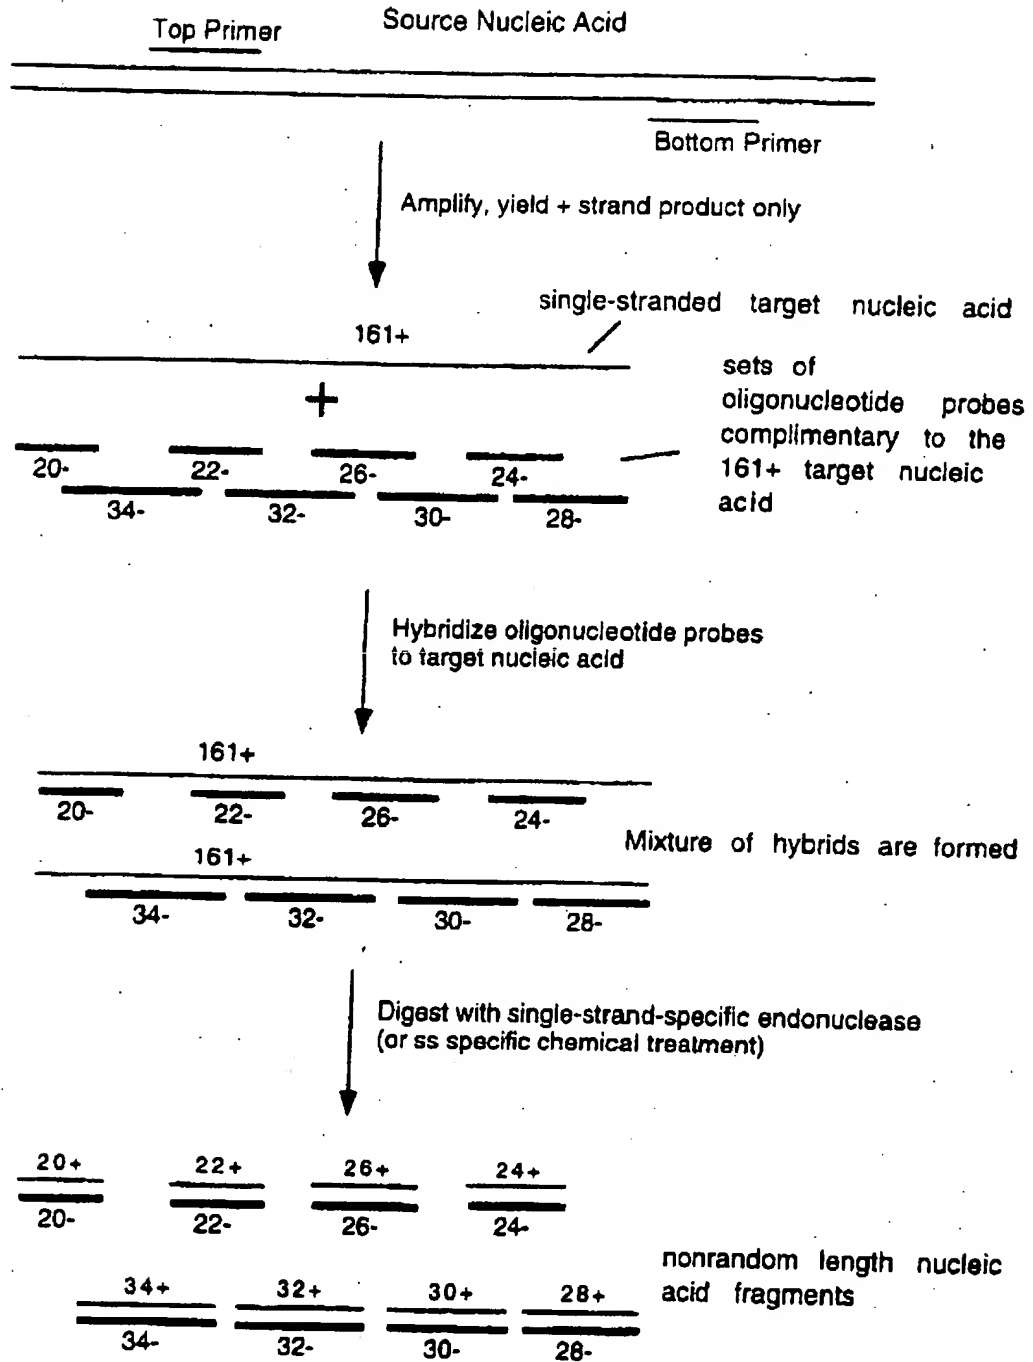 Top Primer
Source Nucleic Acid
Bottom Primer
Amplify, yield + strand product only
single-stranded target nucleic acid
161+
+
sets of
oligonucleotide probes
complimentary to the
161+ target nucleic
acid
20- 22- 26- 24-
34- 32- 30- 28-
Hybridize oligonucleotide probes
to target nucleic acid
161+
20- 22- 26- 24-
Mixture of hybrids are formed
161+
34- 32- 30- 28-
Digest with single-strand-specific endonuclease
(or ss specific chemical treatment)
20+ 22+ 26+ 24+
20- 22- 26- 24-
nonrandom length nucleic
acid fragments
34+ 32+ 30+ 28+
34- 32- 30- 28-